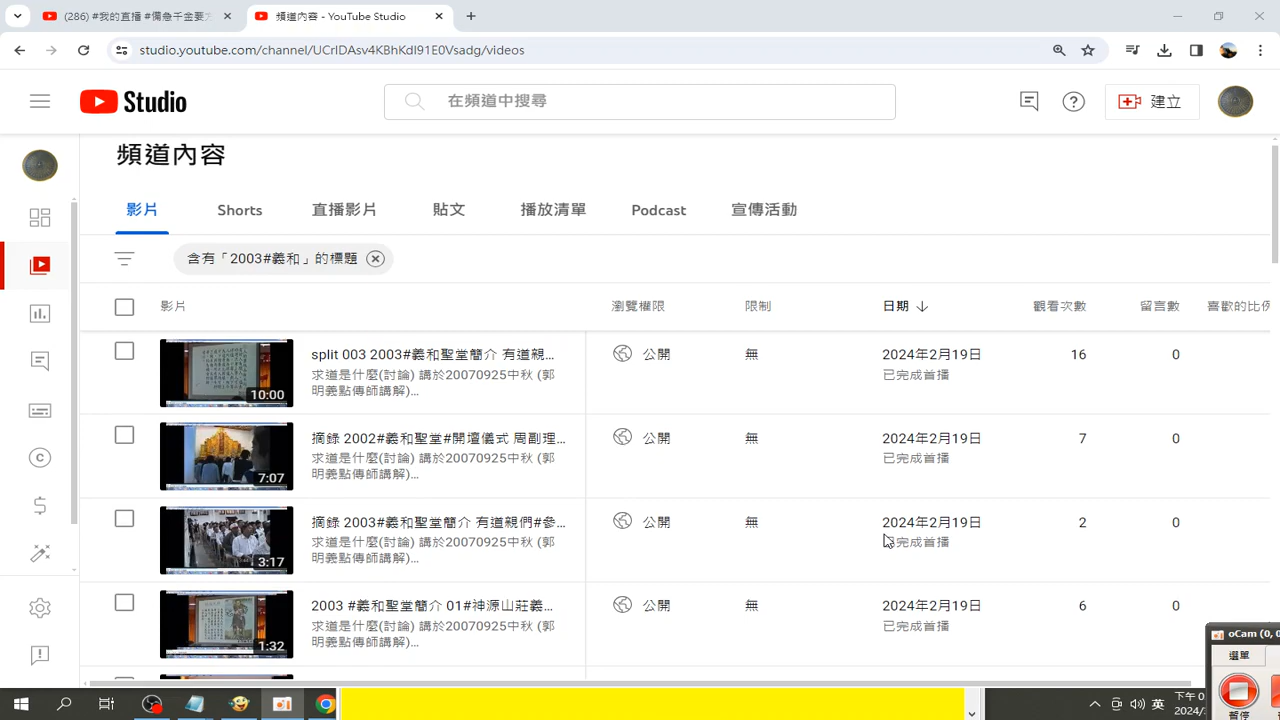 (286) #我的直播 #備急千金要方
頻道內容 - YouTube Studio
studio.youtube.com/channel/UCrIDAsv4KBhKdI91E0Vsadg/videos
Studio
在頻道中搜尋
建立
頻道內容
影片
Shorts
直播影片
貼文
播放清單
Podcast
宣傳活動
含有「2003#義和」的標題
影片
瀏覽權限
限制
日期
觀看次數
留言數
喜歡的比例
10:00
split 003 2003#義和聖堂簡介 有道親...
求道是什麼(討論) 講於20070925中秋 (郭
明義點傳師講解)...
公開
無
2024年2月19日
已完成首播
16
0
7:07
摘錄 2002#義和聖堂#開壇儀式 周副理...
求道是什麼(討論) 講於20070925中秋 (郭
明義點傳師講解)...
公開
無
2024年2月19日
已完成首播
7
0
3:17
摘錄 2003#義和聖堂簡介 有道親們#參...
求道是什麼(討論) 講於20070925中秋 (郭
明義點傳師講解)...
公開
無
2024年2月19日
已完成首播
2
0
1:32
2003 #義和聖堂簡介 01#神源山莊義...
求道是什麼(討論) 講於20070925中秋 (郭
明義點傳師講解)...
公開
無
2024年2月19日
已完成首播
6
0
oCam (0, 0
選單
暫停
英
下午 0
2024/